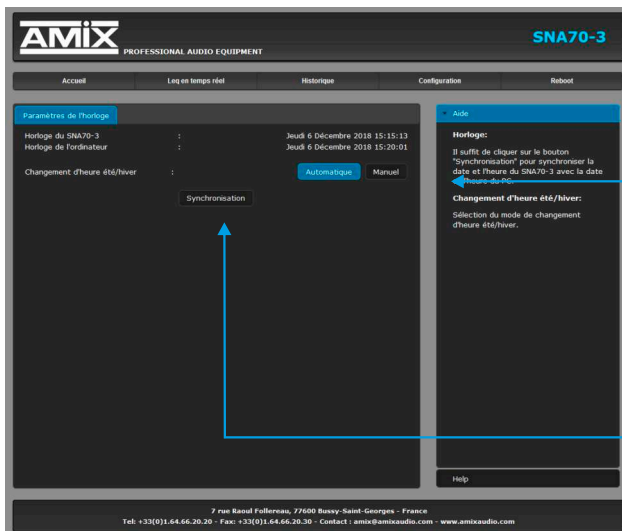 AMiX
PROFESSIONAL AUDIO EQUIPMENT
SNA70-3
Accueil
Leq en temps réel
Historique
Configuration
Reboot
Paramètres de l'horloge
Horloge du SNA70-3 : Jeudi 6 Décembre 2018 15:15:13
Horloge de l'ordinateur : Jeudi 6 Décembre 2018 15:20:01
Changement d'heure été/hiver : Automatique Manuel
Synchronisation
Aide
Horloge:
Il suffit de cliquer sur le bouton
"Synchronisation" pour synchroniser la
date et l'heure du SNA70-3 avec la date
du PC.
Changement d'heure été/hiver:
Sélection du mode de changement
d'heure été/hiver.
Help
7 rue Raoul Follereau, 77600 Bussy-Saint-Georges - France
Tel: +33(0)1.64.66.20.20 - Fax: +33(0)1.64.66.20.30 - Contact : amix@amixaudio.com - www.amixaudio.com